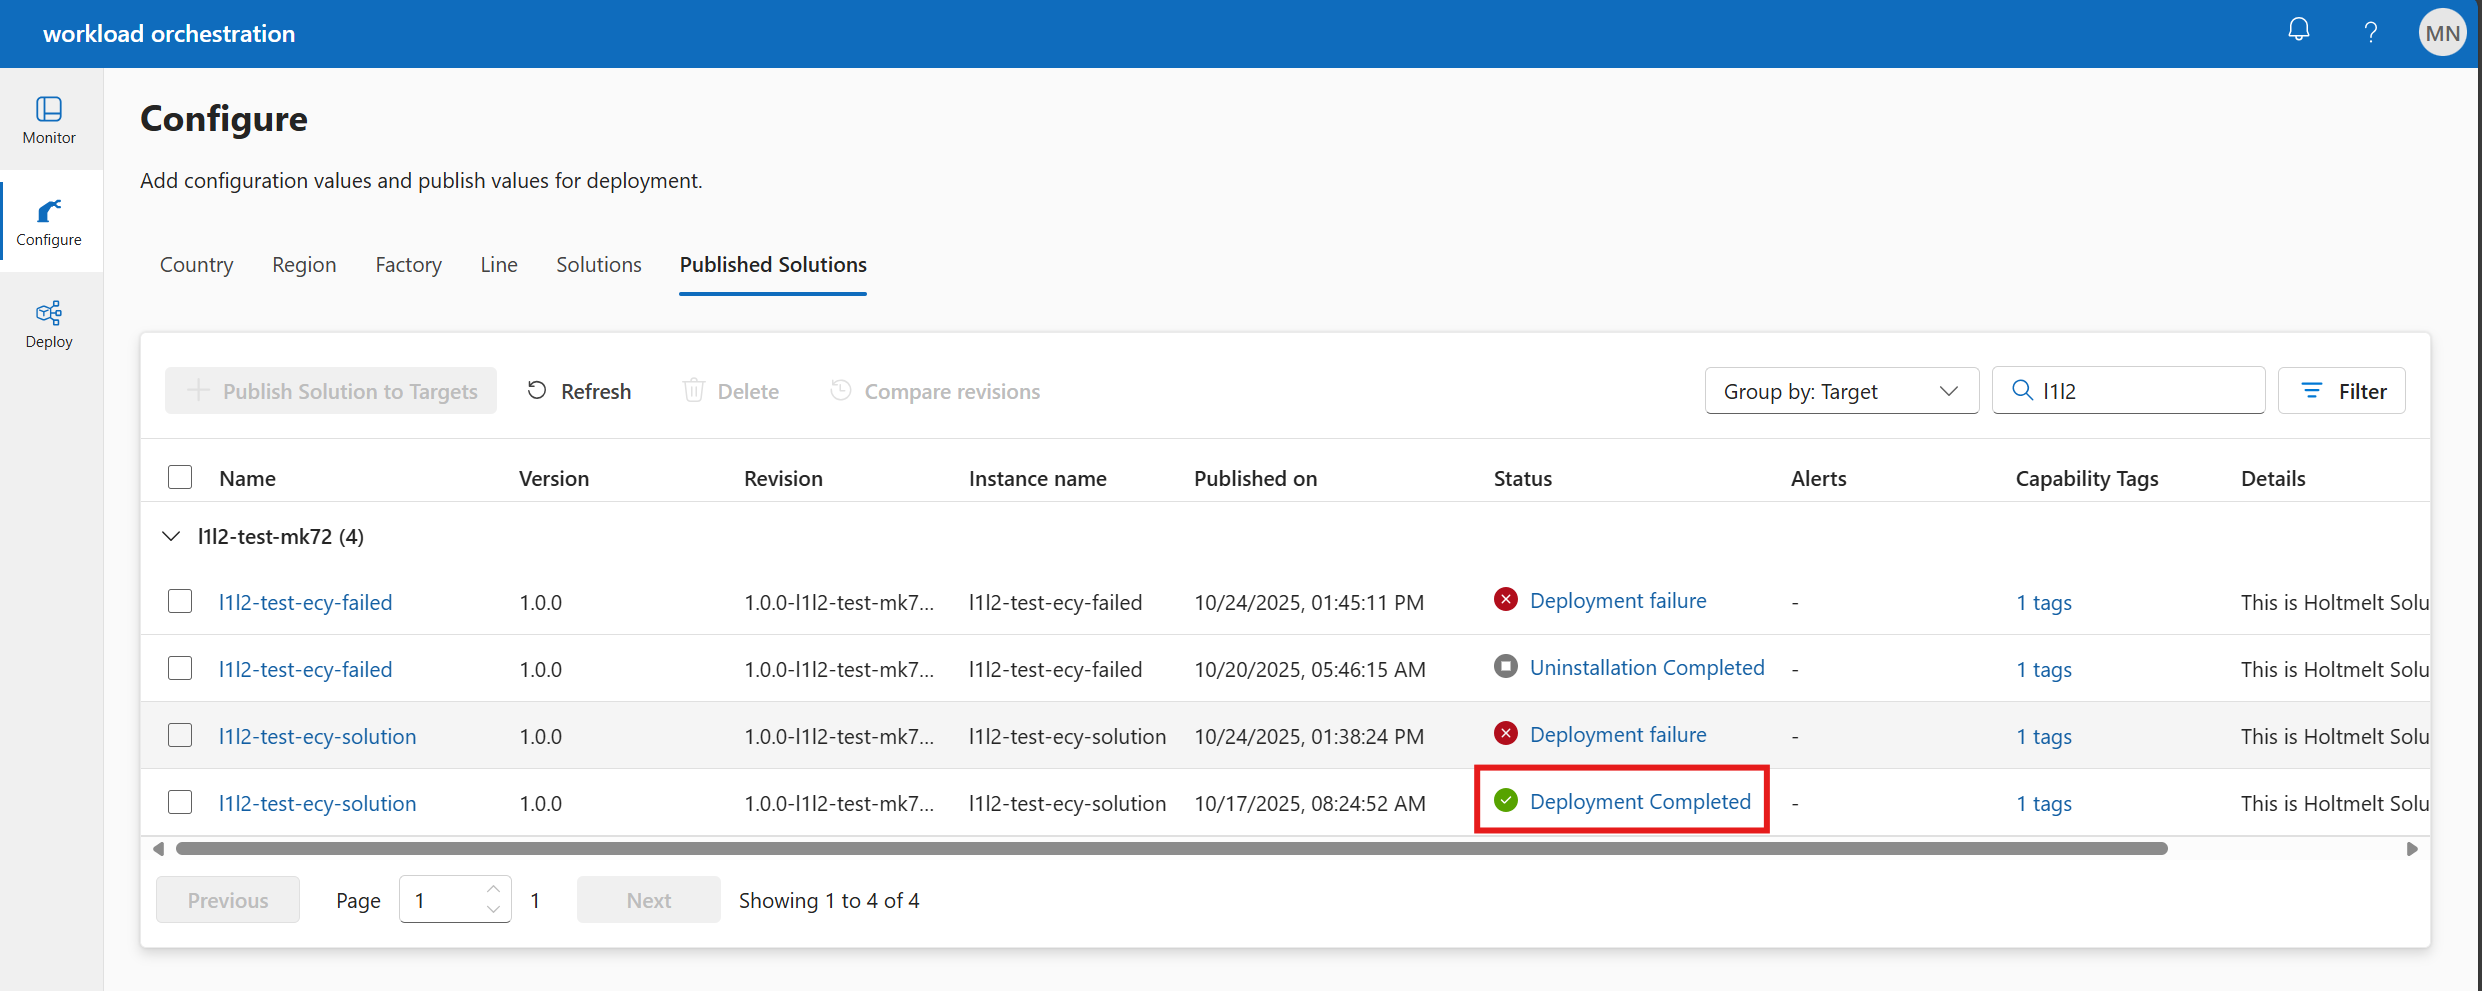 workload orchestration
MN
Monitor
Configure
Deploy
Configure
Add configuration values and publish values for deployment.
Country Region Factory Line Solutions Published Solutions
Publish Solution to Targets Refresh Delete Compare revisions Group by: Target l1l2 Filter
Name Version Revision Instance name Published on Status Alerts Capability Tags Details
l1l2-test-mk72 (4)
l1l2-test-ecy-failed 1.0.0 1.0.0-l1l2-test-mk7... l1l2-test-ecy-failed 10/24/2025, 01:45:11 PM Deployment failure - 1 tags This is Holtmelt Solu
l1l2-test-ecy-failed 1.0.0 1.0.0-l1l2-test-mk7... l1l2-test-ecy-failed 10/20/2025, 05:46:15 AM Uninstallation Completed - 1 tags This is Holtmelt Solu
l1l2-test-ecy-solution 1.0.0 1.0.0-l1l2-test-mk7... l1l2-test-ecy-solution 10/24/2025, 01:38:24 PM Deployment failure - 1 tags This is Holtmelt Solu
l1l2-test-ecy-solution 1.0.0 1.0.0-l1l2-test-mk7... l1l2-test-ecy-solution 10/17/2025, 08:24:52 AM Deployment Completed - 1 tags This is Holtmelt Solu
Previous Page 1 1 Next Showing 1 to 4 of 4